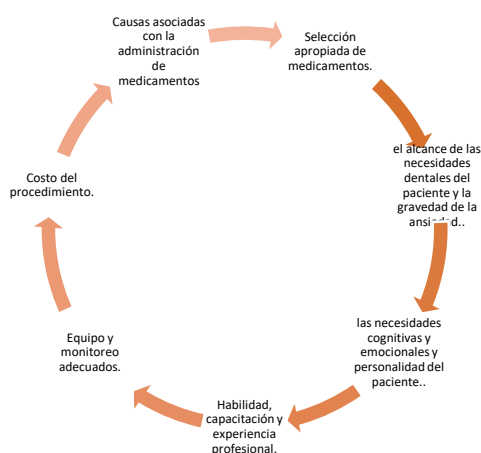 Causas asociadas
con la
administración
de
medicamentos
Selección
apropiada de
medicamentos.
el alcance de las
necesidades
dentales del
paciente y la
gravedad de la
ansiedad..
las necesidades
cognitivas y
emocionales y
personalidad del
paciente..
Habilidad,
capacitación y
experiencia
profesional.
Equipo y
monitoreo
adecuados.
Costo del
procedimiento.